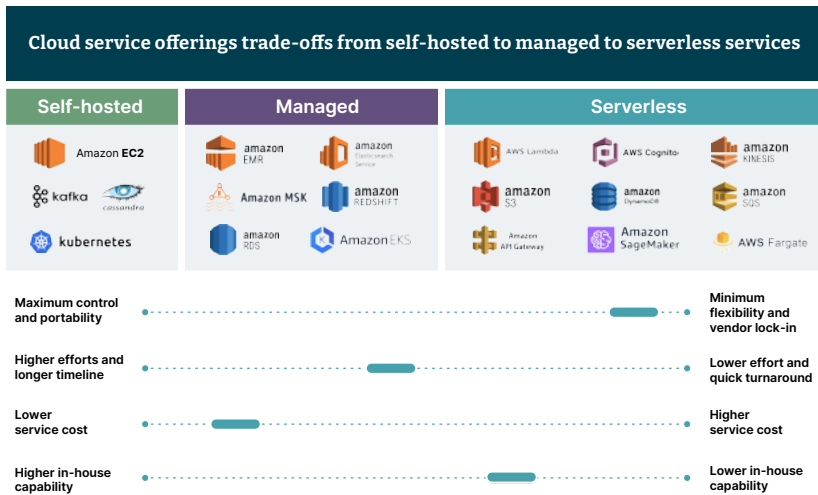 Cloud service offerings trade-offs from self-hosted to managed to serverless services
Self-hosted
Managed
Serverless
Amazon EC2
kafka
cassandra
kubernetes
amazon
EMR
amazon
Elasticsearch
Service
Amazon MSK
amazon
REDSHIFT
amazon
RDS
Amazon EKS
AWS Lambda
AWS Cognito
amazon
KINESIS
amazon
S3
amazon
DynamoDB
amazon
SQS
Amazon
API Gateway
Amazon
SageMaker
AWS Fargate
Maximum control
and portability
Minimum
flexibility and
vendor lock-in
Higher efforts and
longer timeline
Lower effort and
quick turnaround
Lower
service cost
Higher
service cost
Higher in-house
capability
Lower in-house
capability